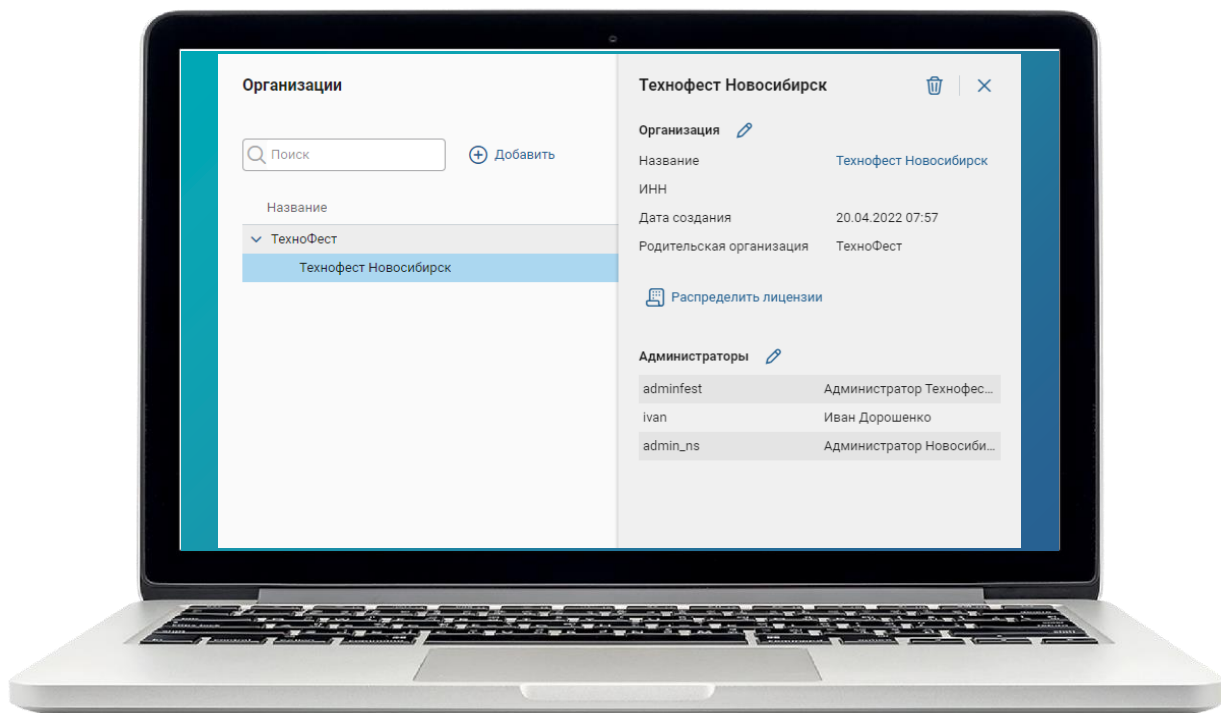 Организации
Поиск
Добавить
Название
ТехноФест
Технофест Новосибирск
Технофест Новосибирск
Организация
Название Технофест Новосибирск
ИНН
Дата создания 20.04.2022 07:57
Родительская организация ТехноФест
Распределить лицензии
Администраторы
adminfest Администратор Технофес...
ivan Иван Дорошенко
admin_ns Администратор Новосиби...